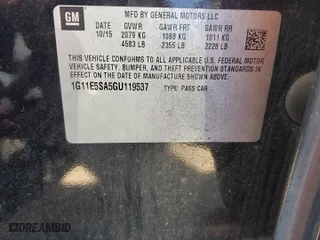 GM
MFD BY GENERAL MOTORS LLC
DATE GVWR GAWR FRT GAWR RR
10/15 2079 KG 1068 KG 1011 KG
4583 LB 2355 LB 2228 LB
THIS VEHICLE CONFORMS TO ALL APPLICABLE U.S. FEDERAL MOTOR
VEHICLE SAFETY, BUMPER, AND THEFT PREVENTION STANDARDS IN
EFFECT ON THE DATE OF MANUFACTURE SHOWN ABOVE.
1G11E5SA5GU119537 TYPE: PASS CAR
DREAMBID